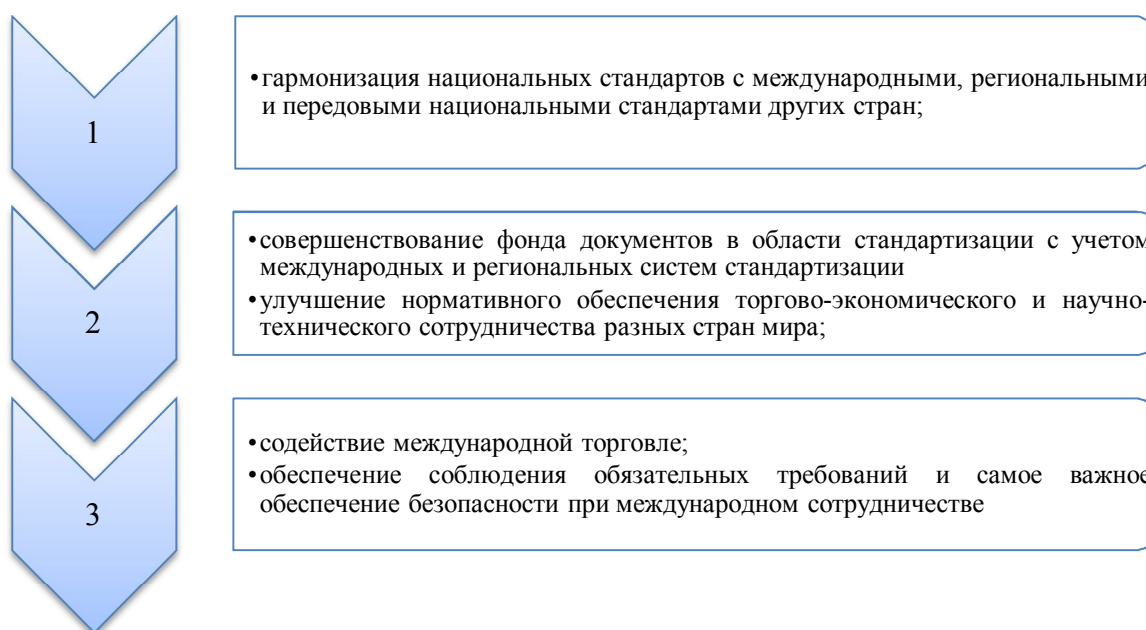 1
•гармонизация национальных стандартов с международными, региональными
и передовыми национальными стандартами других стран;
2
•совершенствование фонда документов в области стандартизации с учетом
международных и региональных систем стандартизации
•улучшение нормативного обеспечения торгово-экономического и научно-
технического сотрудничества разных стран мира;
3
•содействие международной торговле;
•обеспечение соблюдения обязательных требований и самое важное
обеспечение безопасности при международном сотрудничестве